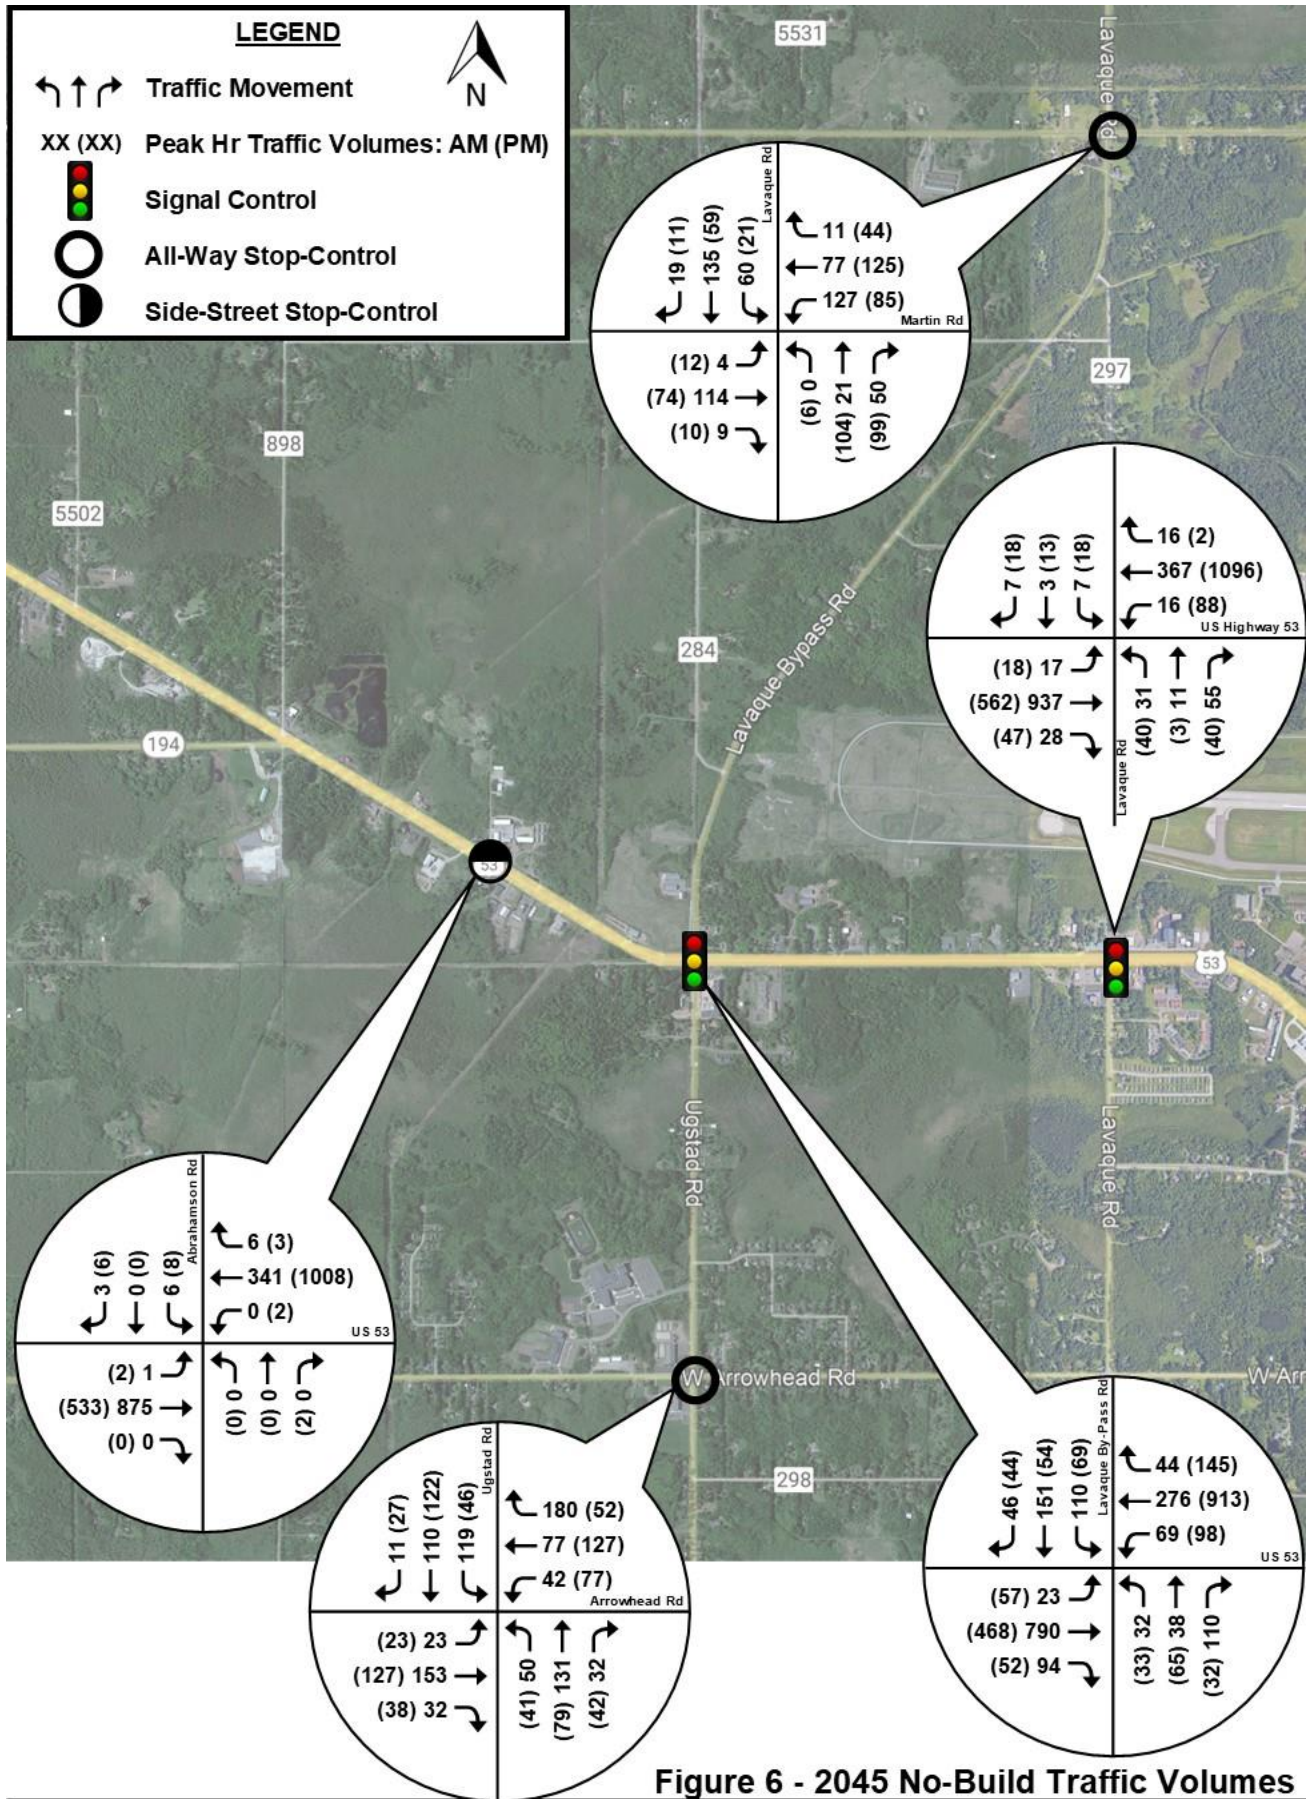 LEGEND
N
Traffic Movement
XX (XX) Peak Hr Traffic Volumes: AM (PM)
Signal Control
All-Way Stop-Control
Side-Street Stop-Control
5531
Lavaque Rd
Lavaque Rd
19 (11)
135 (59)
60 (21)
11 (44)
77 (125)
127 (85)
Martin Rd
(12) 4
(74) 114
(10) 9
(6) 0
(104) 21
(99) 50
297
898
5502
284
194
Lavaque Bypass Rd
7 (18)
3 (13)
7 (18)
16 (2)
367 (1096)
16 (88)
US Highway 53
(18) 17
(562) 937
(47) 28
Lavaque Rd
(40) 31
(3) 11
(40) 55
53
53
Ugstad Rd
Lavaque Rd
Abrahamson Rd
3 (6)
0 (0)
6 (8)
6 (3)
341 (1008)
0 (2)
US 53
(2) 1
(533) 875
(0) 0
(0) 0
(0) 0
(2) 0
W Arrowhead Rd
W Arr
298
Ugstad Rd
11 (27)
110 (122)
119 (46)
180 (52)
77 (127)
42 (77)
Arrowhead Rd
(23) 23
(127) 153
(38) 32
(41) 50
(79) 131
(42) 32
Lavaque By-Pass Rd
46 (44)
151 (54)
110 (69)
44 (145)
276 (913)
69 (98)
US 53
(57) 23
(468) 790
(52) 94
(33) 32
(65) 38
(32) 110
Figure 6 - 2045 No-Build Traffic Volumes